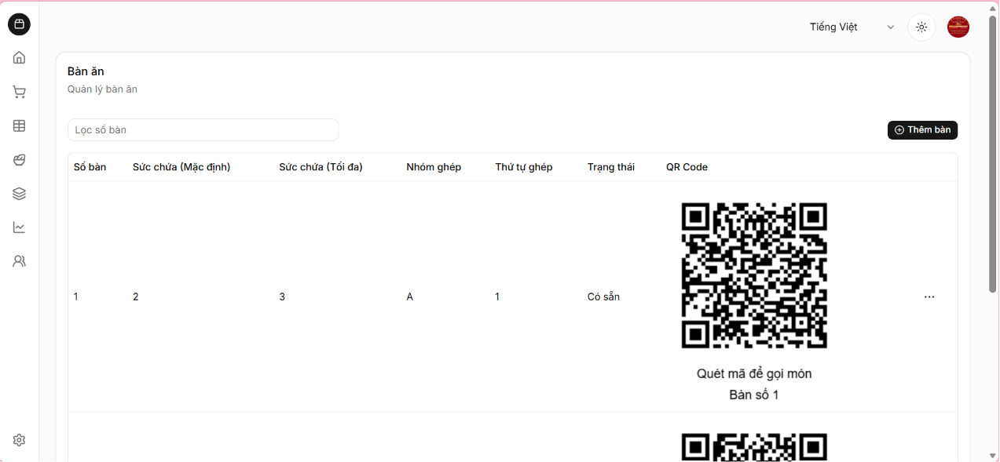 Tiếng Việt
Bàn ăn
Quản lý bàn ăn
Lọc số bàn
Thêm bàn
Số bàn Sức chứa (Mặc định) Sức chứa (Tối đa) Nhóm ghép Thứ tự ghép Trạng thái QR Code
1 2 3 A 1 Có sẵn ...
Quét mã để gọi món
Bàn số 1